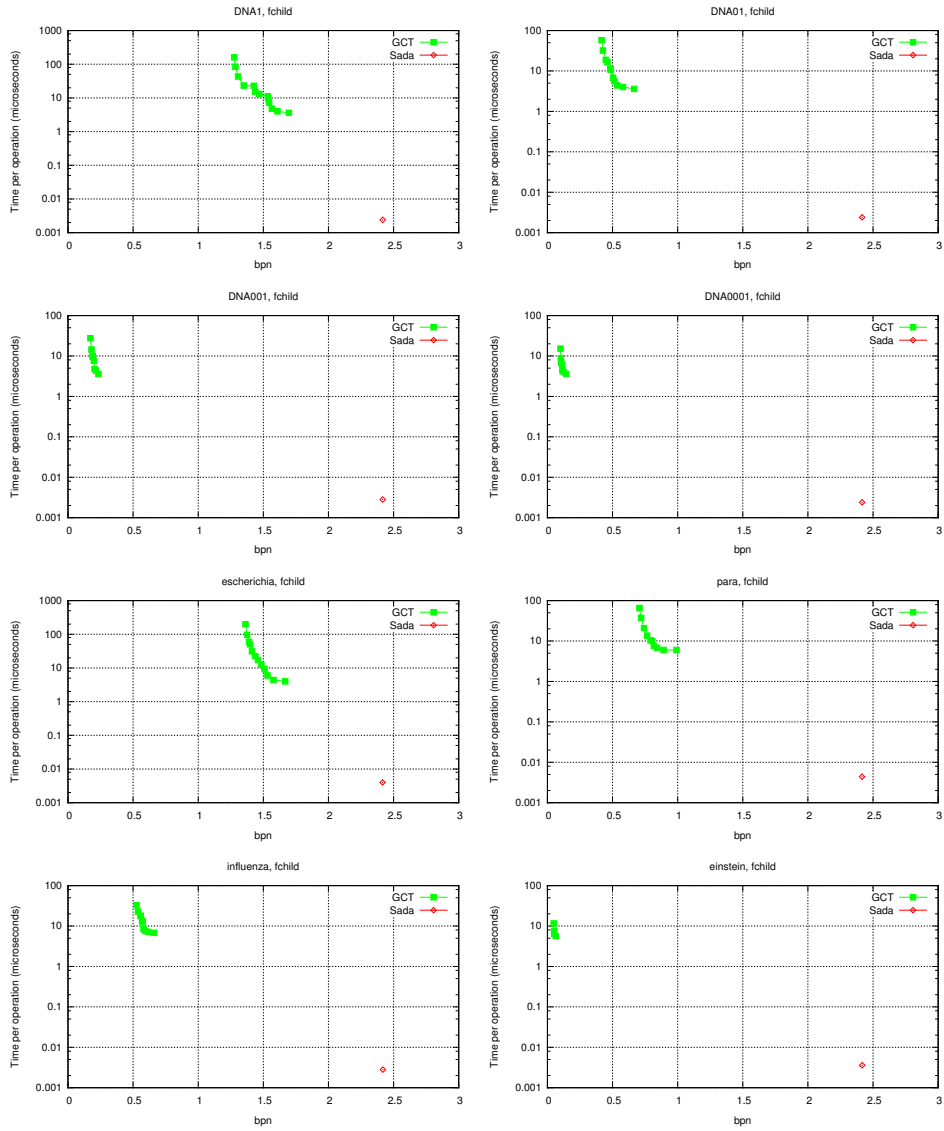 DNA1, fchild
1000
100
10
1
0.1
0.01
0.001
Time per operation (microseconds)
GCT
Sada
0 0.5 1 1.5 2 2.5 3
bpn
DNA01, fchild
100
10
1
0.1
0.01
0.001
Time per operation (microseconds)
GCT
Sada
0 0.5 1 1.5 2 2.5 3
bpn
DNA001, fchild
100
10
1
0.1
0.01
0.001
Time per operation (microseconds)
GCT
Sada
0 0.5 1 1.5 2 2.5 3
bpn
DNA0001, fchild
100
10
1
0.1
0.01
0.001
Time per operation (microseconds)
GCT
Sada
0 0.5 1 1.5 2 2.5 3
bpn
escherichia, fchild
1000
100
10
1
0.1
0.01
0.001
Time per operation (microseconds)
GCT
Sada
0 0.5 1 1.5 2 2.5 3
bpn
para, fchild
100
10
1
0.1
0.01
0.001
Time per operation (microseconds)
GCT
Sada
0 0.5 1 1.5 2 2.5 3
bpn
influenza, fchild
100
10
1
0.1
0.01
0.001
Time per operation (microseconds)
GCT
Sada
0 0.5 1 1.5 2 2.5 3
bpn
einstein, fchild
100
10
1
0.1
0.01
0.001
Time per operation (microseconds)
GCT
Sada
0 0.5 1 1.5 2 2.5 3
bpn